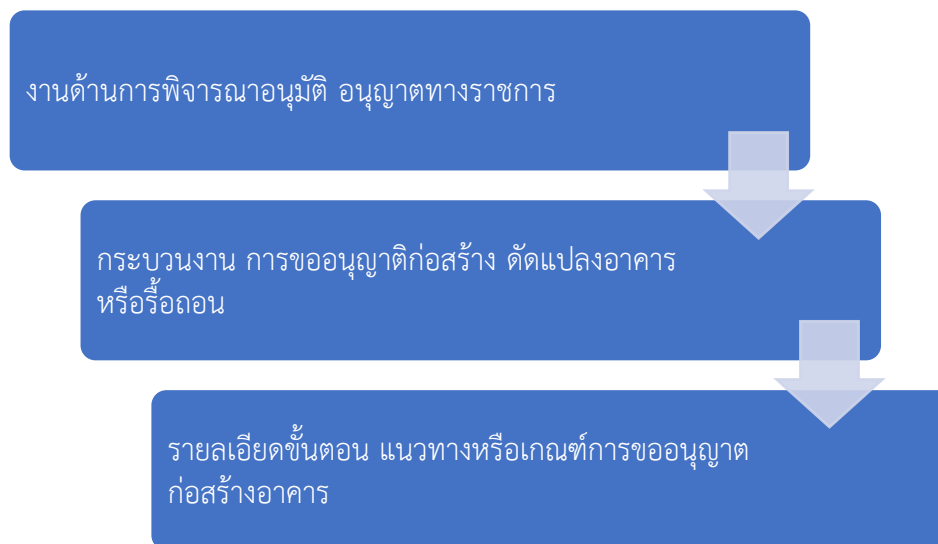 งานด้านการพิจารณาอนุมัติ อนุญาตทางราชการ
กระบวนงาน การขออนุญาติก่อสร้าง ดัดแปลงอาคาร
หรือรื้อถอน
รายลเอียดขั้นตอน แนวทางหรือเกณฑ์การขออนุญาต
ก่อสร้างอาคาร